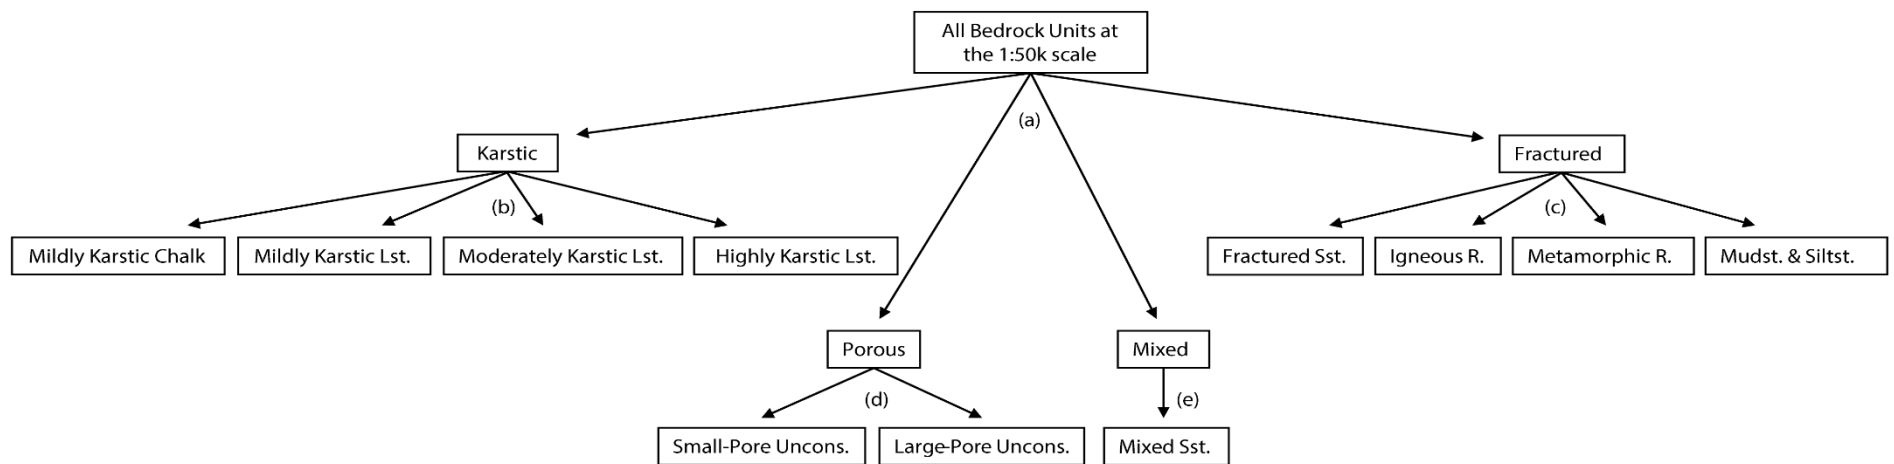 All Bedrock Units at
the 1:50k scale
(a)
Karstic
Fractured
(b)
(c)
Mildly Karstic Chalk
Mildly Karstic Lst.
Moderately Karstic Lst.
Highly Karstic Lst.
Fractured Sst.
Igneous R.
Metamorphic R.
Mudst. & Siltst.
Porous
Mixed
(d)
(e)
Small-Pore Uncons.
Large-Pore Uncons.
Mixed Sst.